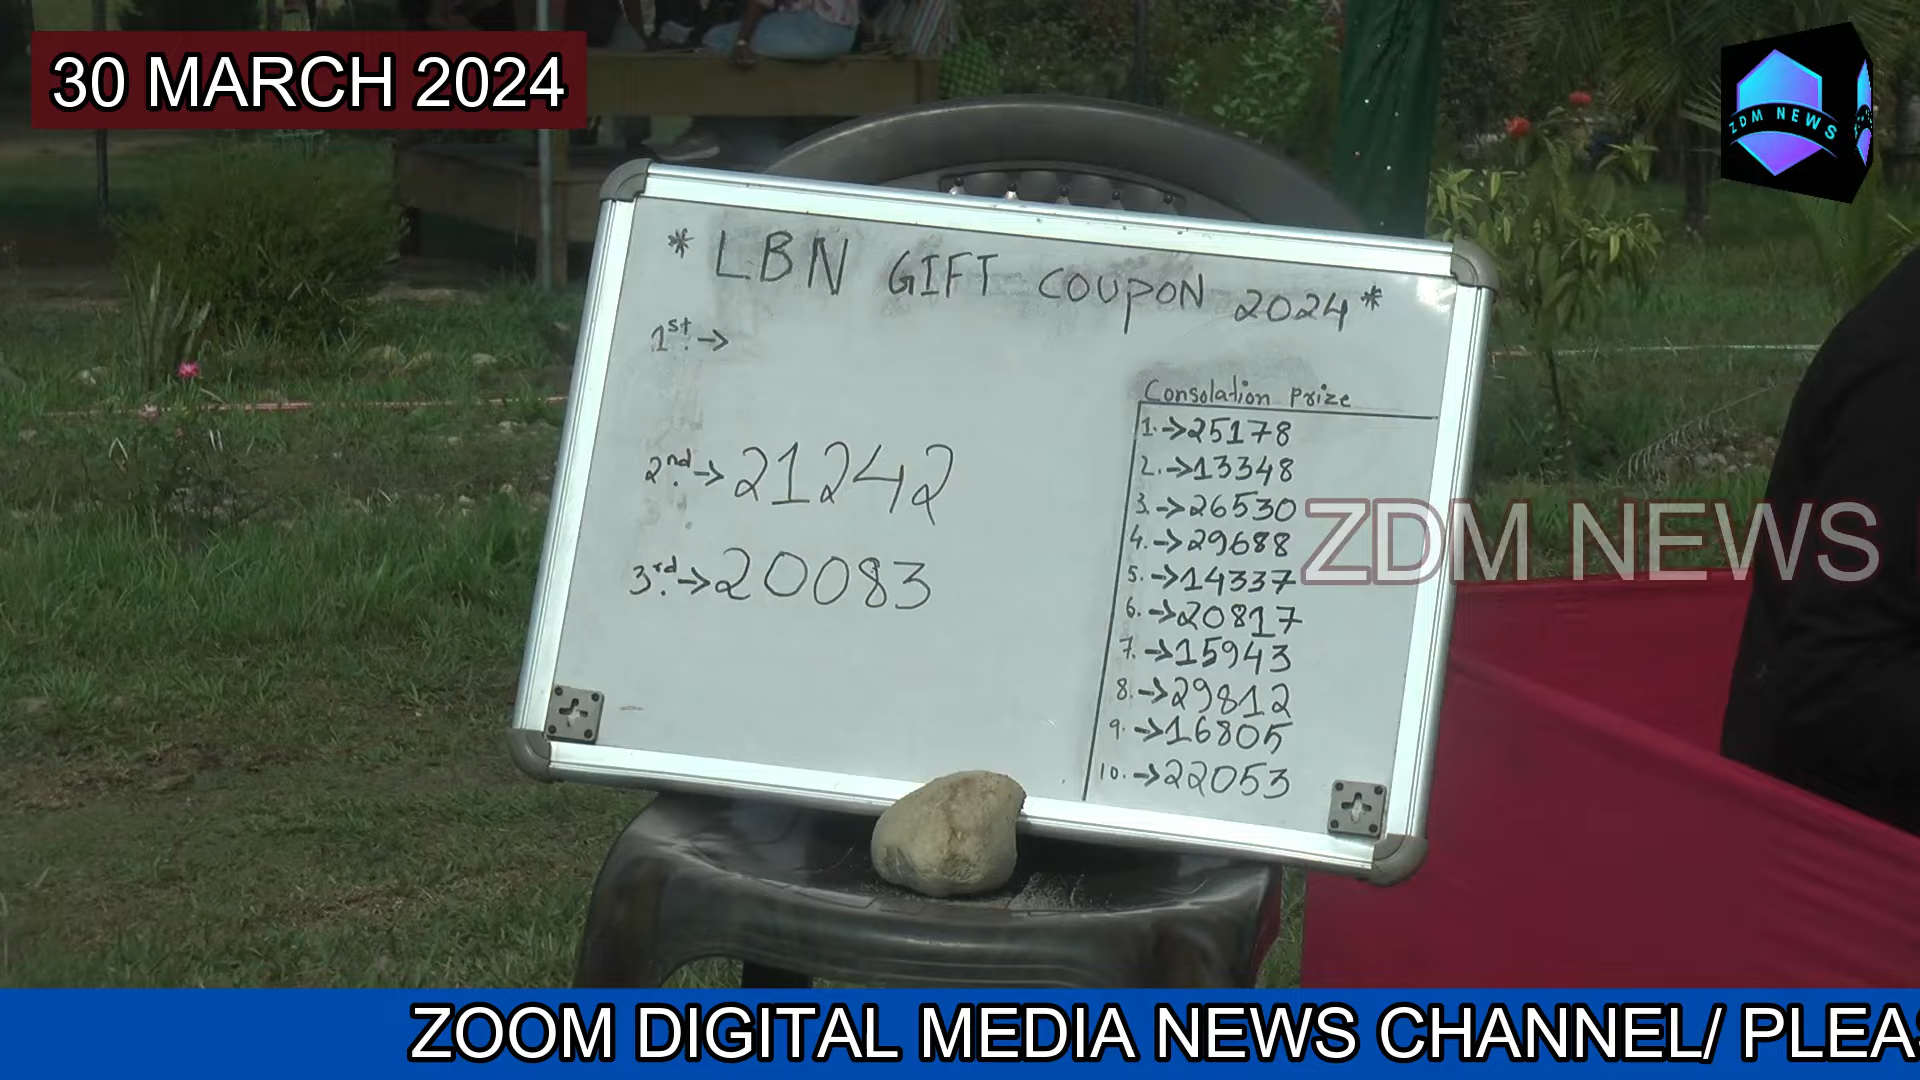 30 MARCH 2024
ZDM NEWS
* LBN GIFT COUPON 2024 *
1st. →
2nd. → 21242
3rd. → 20083
Consolation Prize
1. → 25178
2. → 13348
3. → 26530
4. → 29688
5. → 14337
6. → 20817
7. → 15943
8. → 29812
9. → 16805
10. → 22053
ZDM NEWS
ZOOM DIGITAL MEDIA NEWS CHANNEL/ PLEAS